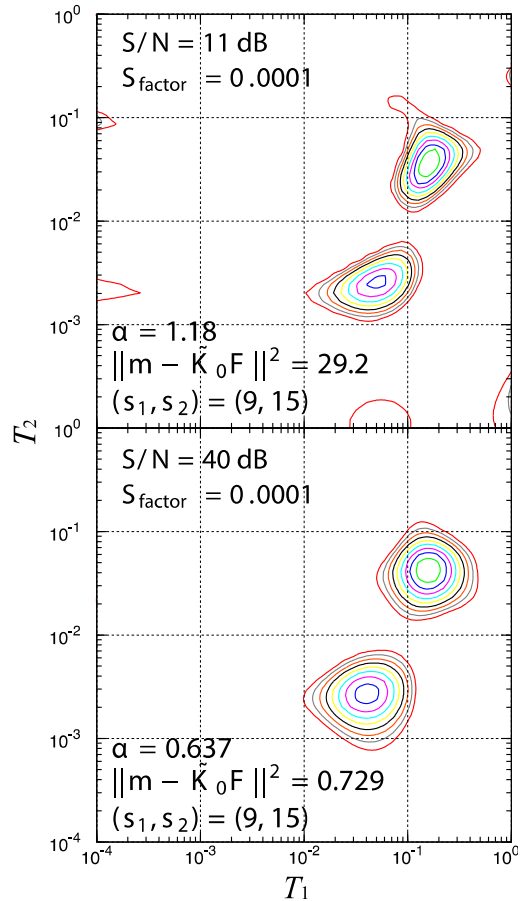 10⁰
S/N = 11 dB
S_factor = 0.0001
10⁻¹
10⁻²
10⁻³
α = 1.18
||m − K̃₀F||² = 29.2
(s₁, s₂) = (9, 15)
T₂
10⁰
S/N = 40 dB
S_factor = 0.0001
10⁻¹
10⁻²
10⁻³
α = 0.637
||m − K̃₀F||² = 0.729
(s₁, s₂) = (9, 15)
10⁻⁴
10⁻⁴ 10⁻³ 10⁻² 10⁻¹ 10⁰
T₁